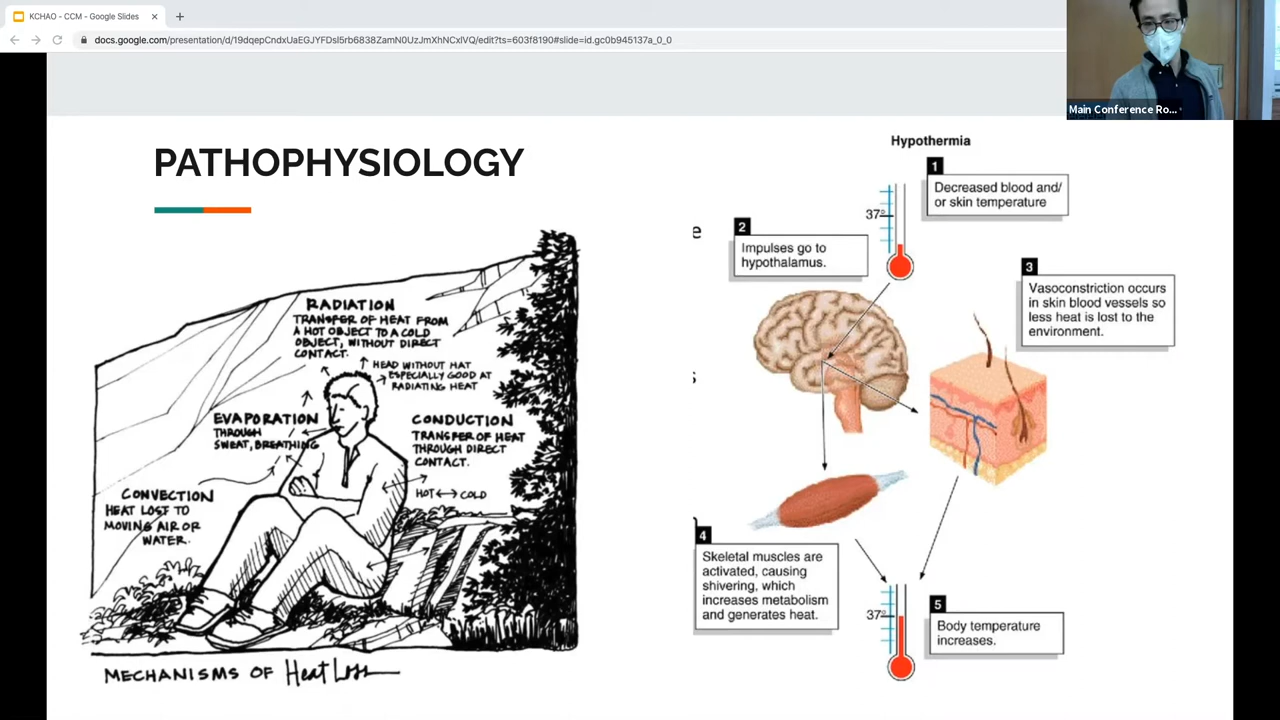 KCHAO - CCM - Google Slides
docs.google.com/presentation/d/19dqepCndxUaEGJYFDsI5rb6838ZamN0UzJmXhNCxIVQ/edit?ts=603f8190#slide=id.gc0b945137a_0_0
Main Conference Ro...
PATHOPHYSIOLOGY
RADIATION
TRANSFER OF HEAT FROM
A HOT OBJECT TO A COLD
OBJECT, WITHOUT DIRECT
CONTACT.
HEAD WITHOUT HAT
ESPECIALLY GOOD AT
RADIATING HEAT
EVAPORATION
THROUGH
SWEAT, BREATHING
CONDUCTION
TRANSFER OF HEAT
THROUGH DIRECT
CONTACT.
HOT COLD
CONVECTION
HEAT LOST TO
MOVING AIR OR
WATER.
MECHANISMS OF Heat Loss
e
s
Hypothermia
1
Decreased blood and/
or skin temperature
37°
2
Impulses go to
hypothalamus.
3
Vasoconstriction occurs
in skin blood vessels so
less heat is lost to the
environment.
4
Skeletal muscles are
activated, causing
shivering, which
increases metabolism
and generates heat.
37°
5
Body temperature
increases.